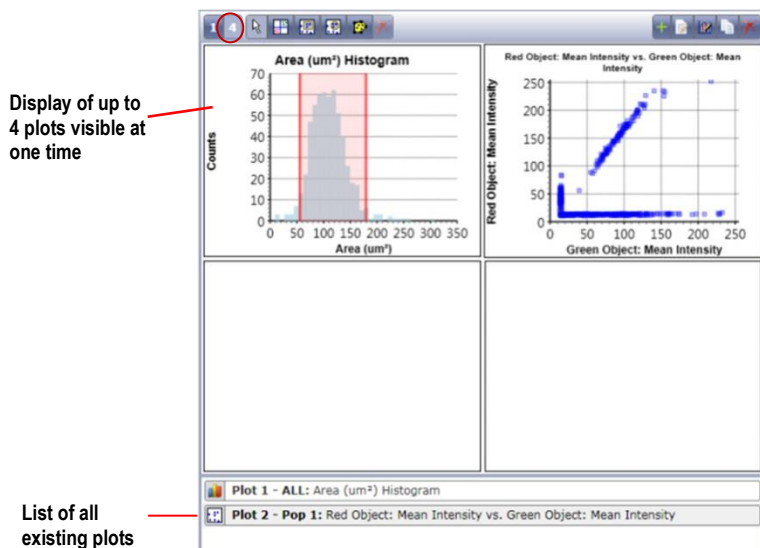 1 4
Area (um²) Histogram
70
60
50
40
30
20
10
0
Counts
0 50 100 150 200 250 300 350
Area (um²)
Red Object: Mean Intensity vs. Green Object: Mean
Intensity
250
200
150
100
50
0
Red Object: Mean Intensity
0 50 100 150 200 250
Green Object: Mean Intensity
Display of up to
4 plots visible at
one time
Plot 1 - ALL: Area (um²) Histogram
Plot 2 - Pop 1: Red Object: Mean Intensity vs. Green Object: Mean Intensity
List of all
existing plots